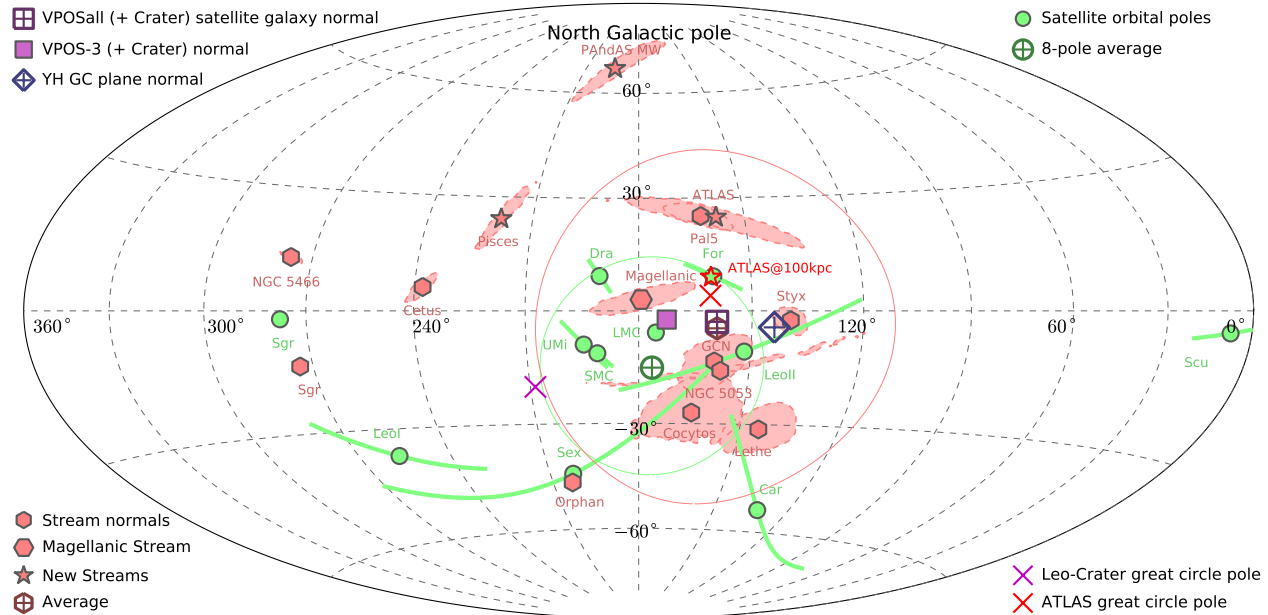 VPOSall (+ Crater) satellite galaxy normal
VPOS-3 (+ Crater) normal
YH GC plane normal
North Galactic pole
Satellite orbital poles
8-pole average
PAndAS MW
60°
30°
ATLAS
Pal5
Pisces
Dra
For
ATLAS@100kpc
NGC 5466
Magellanic
Cetus
Styx
360°
300°
240°
120°
60°
0°
Sgr
LMC
UMi
GCN
Scu
SMC
LeoII
Sgr
NGC 5053
−30°
LeoI
Cocytos
Lethe
Sex
Car
Orphan
−60°
Stream normals
Magellanic Stream
New Streams
Average
Leo-Crater great circle pole
ATLAS great circle pole